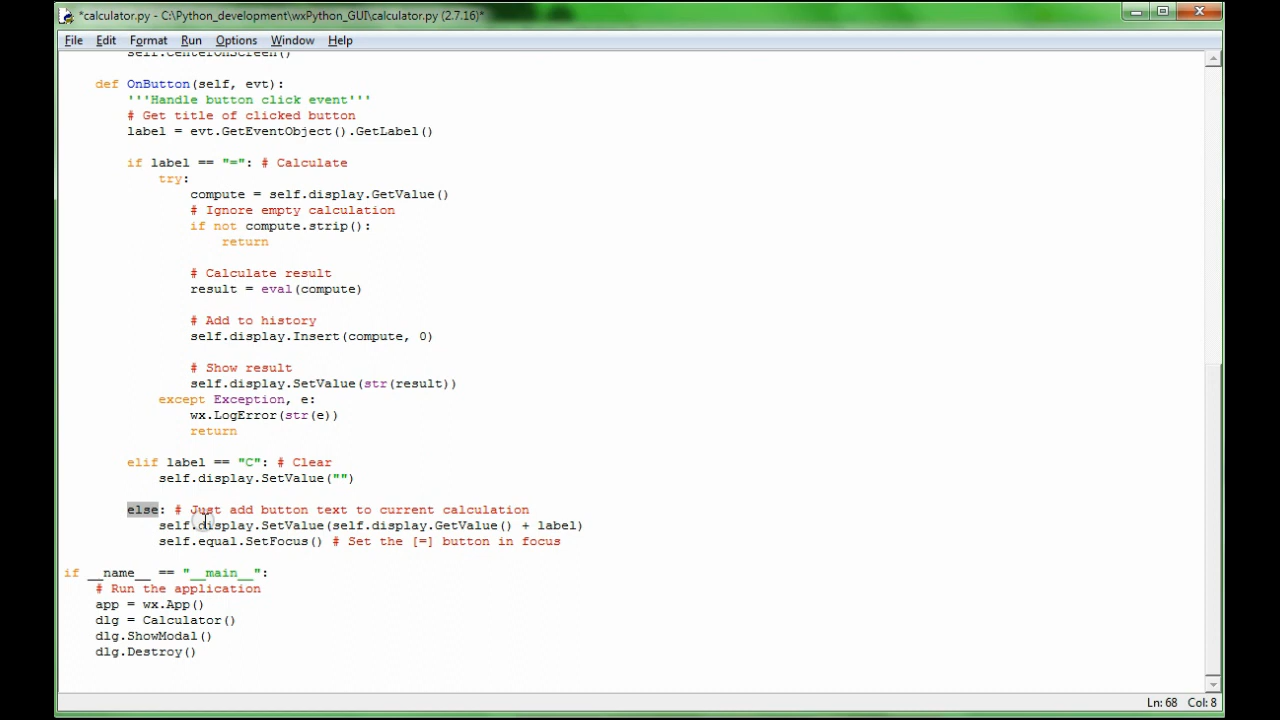 *calculator.py - C:\Python_development\wxPython_GUI\calculator.py (2.7.16)*
File Edit Format Run Options Window Help
self.CenterOnScreen()
def OnButton(self, evt):
'''Handle button click event'''
# Get title of clicked button
label = evt.GetEventObject().GetLabel()
if label == "=": # Calculate
try:
compute = self.display.GetValue()
# Ignore empty calculation
if not compute.strip():
return
# Calculate result
result = eval(compute)
# Add to history
self.display.Insert(compute, 0)
# Show result
self.display.SetValue(str(result))
except Exception, e:
wx.LogError(str(e))
return
elif label == "C": # Clear
self.display.SetValue("")
else: # Just add button text to current calculation
self.display.SetValue(self.display.GetValue() + label)
self.equal.SetFocus() # Set the [=] button in focus
if __name__ == "__main__":
# Run the application
app = wx.App()
dlg = Calculator()
dlg.ShowModal()
dlg.Destroy()
Ln: 68 Col: 8